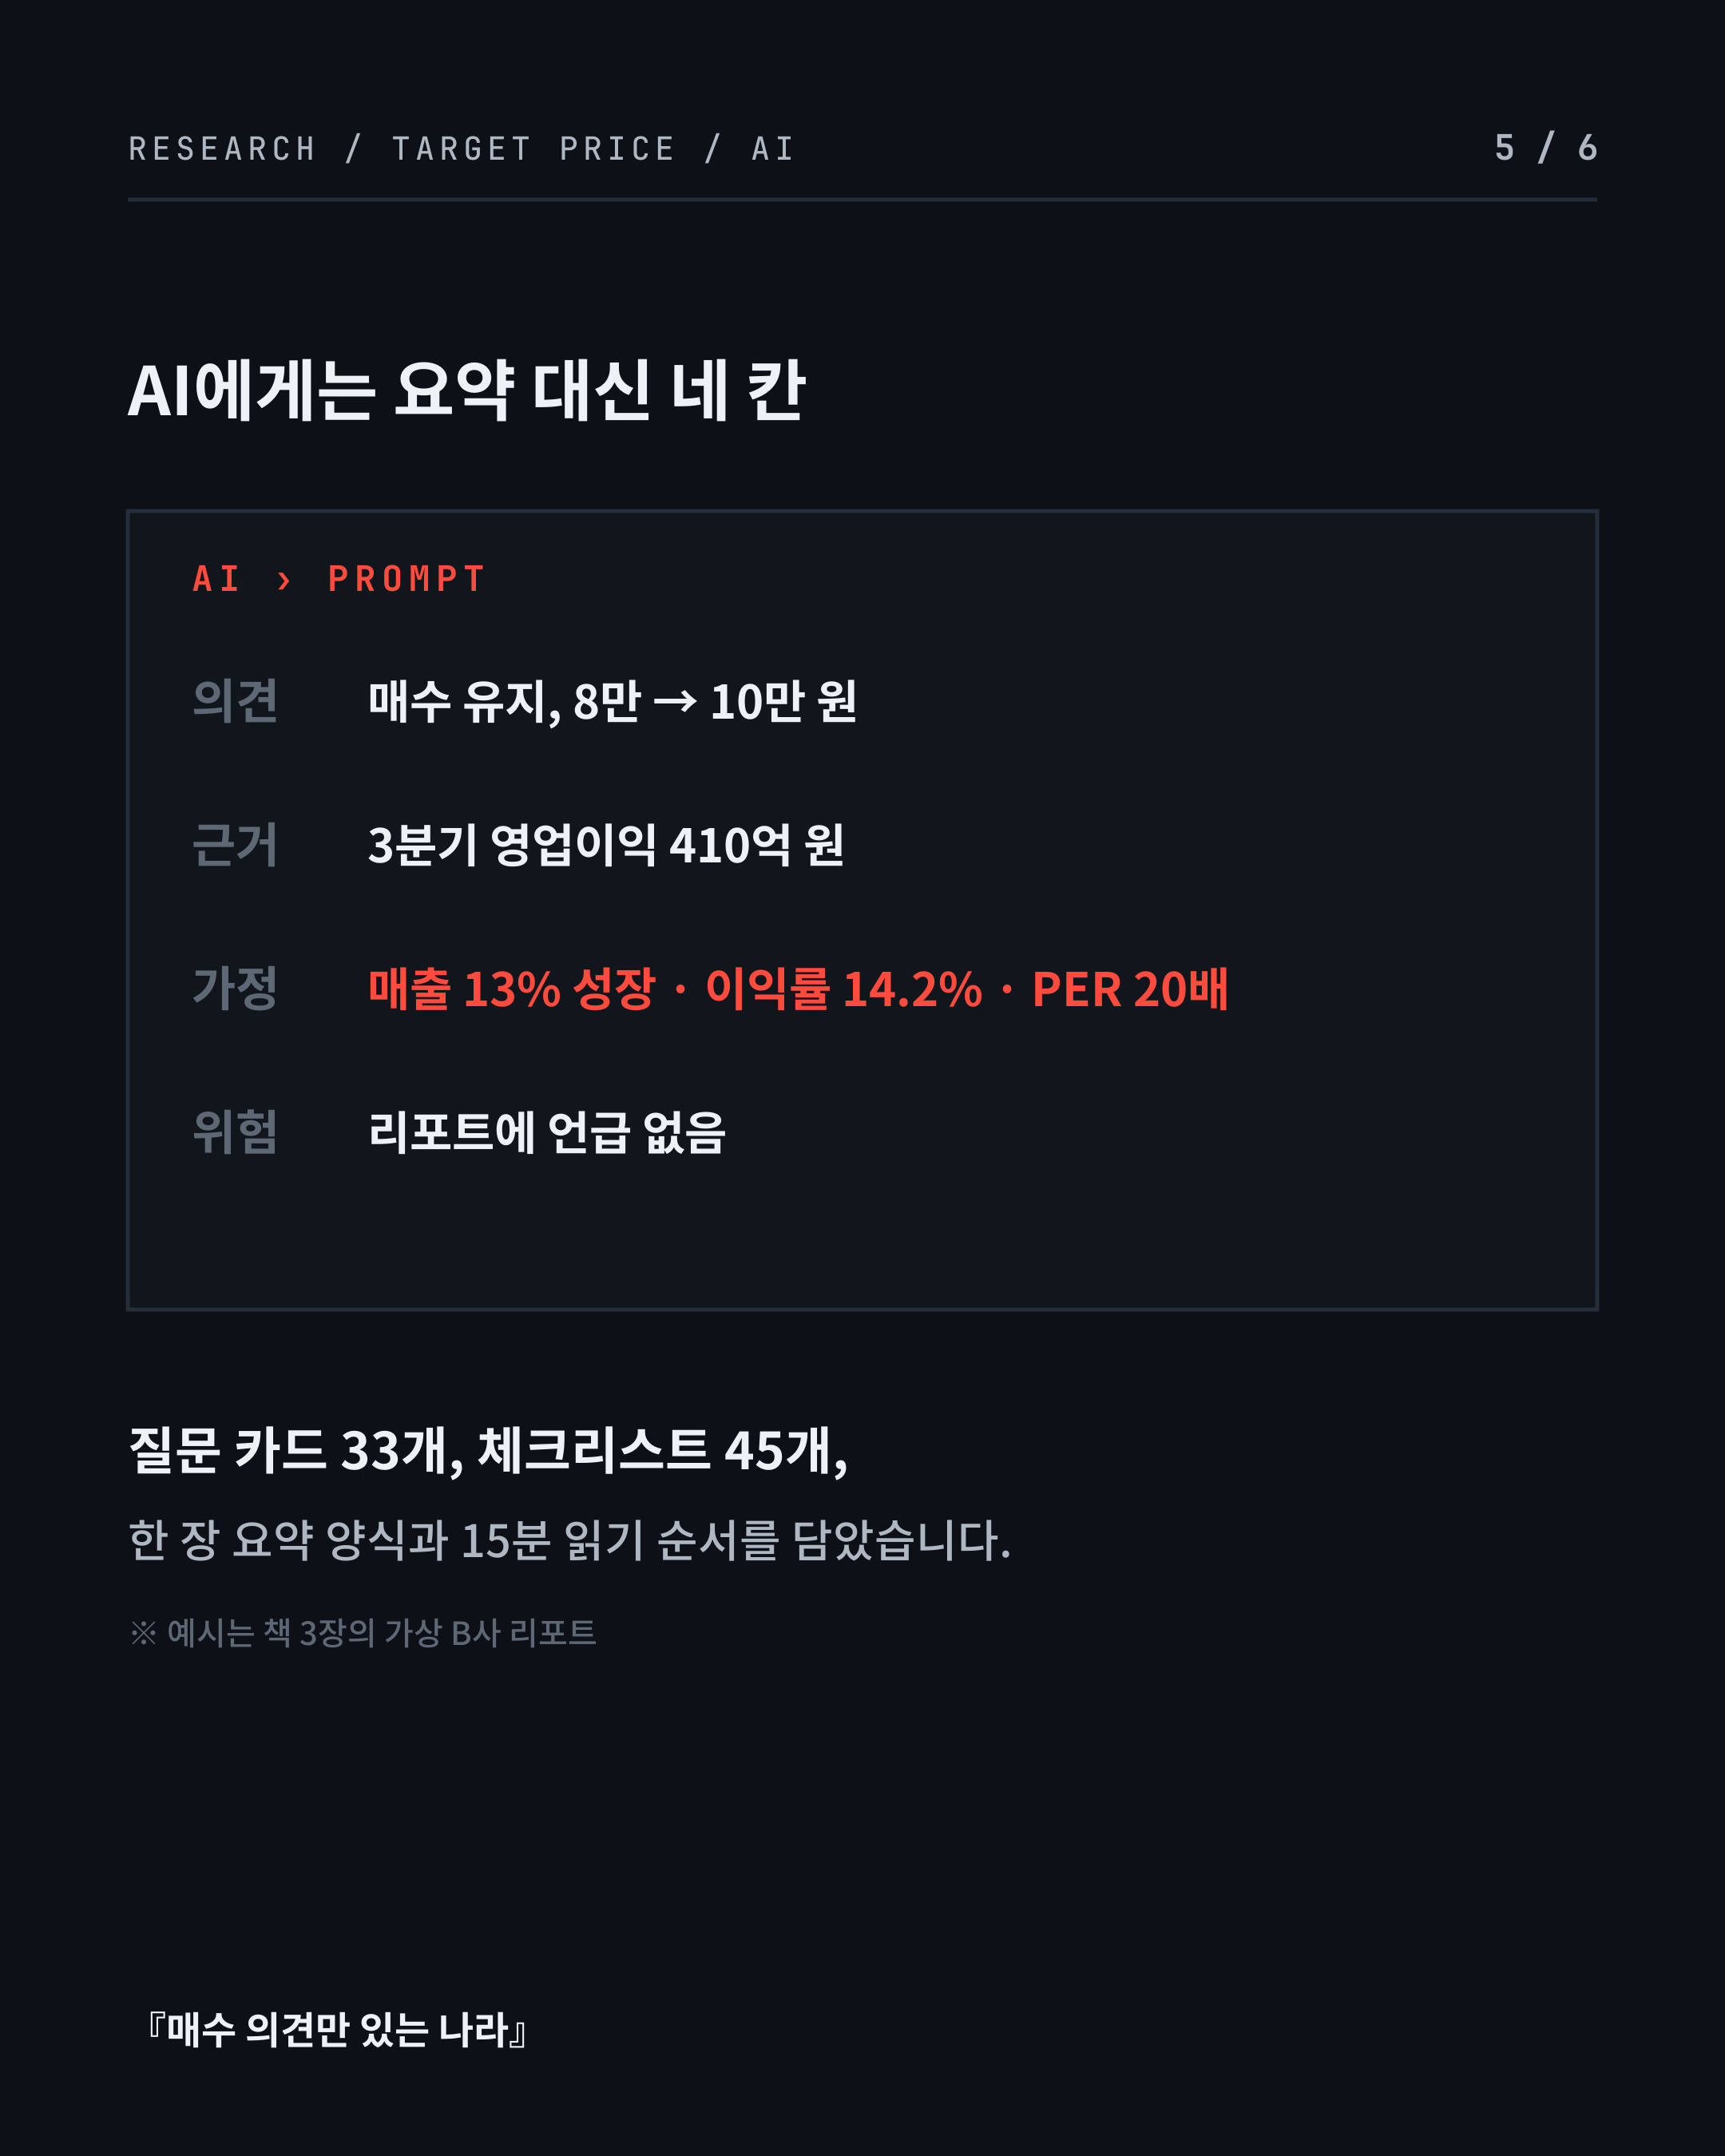 RESEARCH / TARGET PRICE / AI
5 / 6
AI에게는 요약 대신 네 칸
AI › PROMPT
의견 매수 유지, 8만 → 10만 원
근거 3분기 영업이익 410억 원
가정 매출 13% 성장 · 이익률 14.2% · PER 20배
위험 리포트에 언급 없음
질문 카드 33개, 체크리스트 45개,
한 장 요약 양식과 15분 읽기 순서를 담았습니다.
※ 예시는 책 3장의 가상 B사 리포트
『매수 의견만 있는 나라』